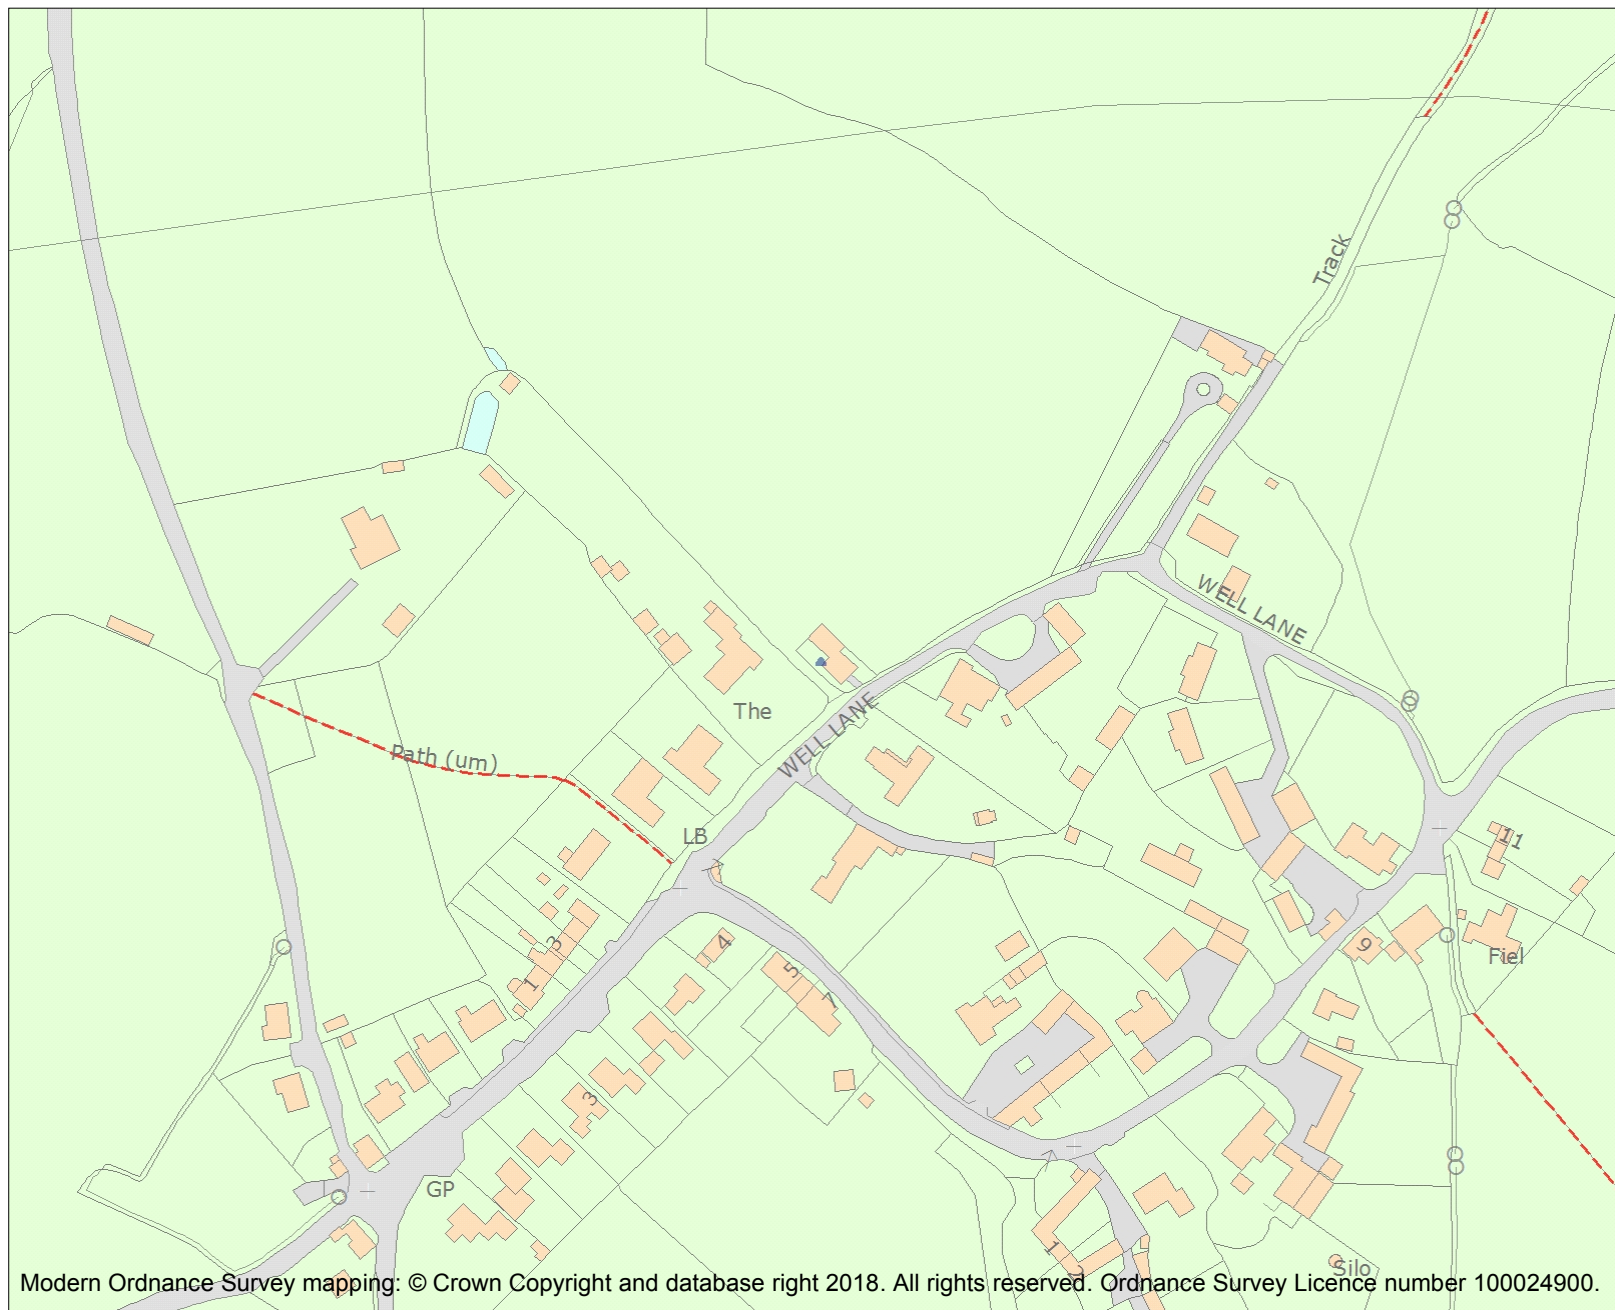 Track
WELL LANE
The
WELL LANE
Path (um)
LB
11
3
4
9
Fiel
5
1
7
3
GP
1
2
Silo
Modern Ordnance Survey mapping: © Crown Copyright and database right 2018. All rights reserved. Ordnance Survey Licence number 100024900.